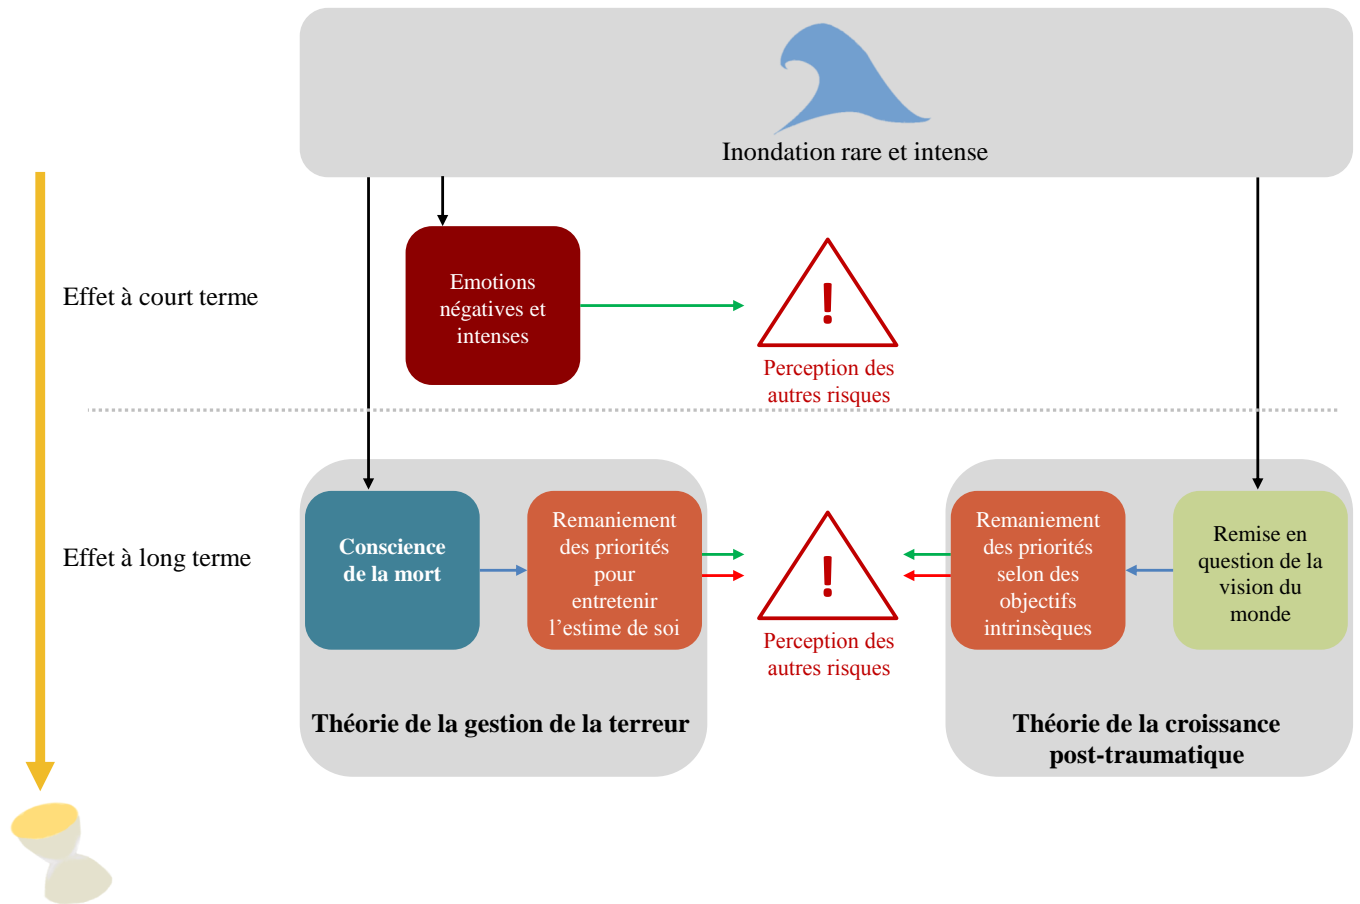 Inondation rare et intense
Effet à court terme
Emotions
négatives et
intenses
!
Perception des
autres risques
Effet à long terme
Conscience
de la mort
Remaniement
des priorités
pour
entretenir
l’estime de soi
!
Perception des
autres risques
Remaniement
des priorités
selon des
objectifs
intrinsèques
Remise en
question de la
vision du
monde
Théorie de la gestion de la terreur
Théorie de la croissance
post-traumatique